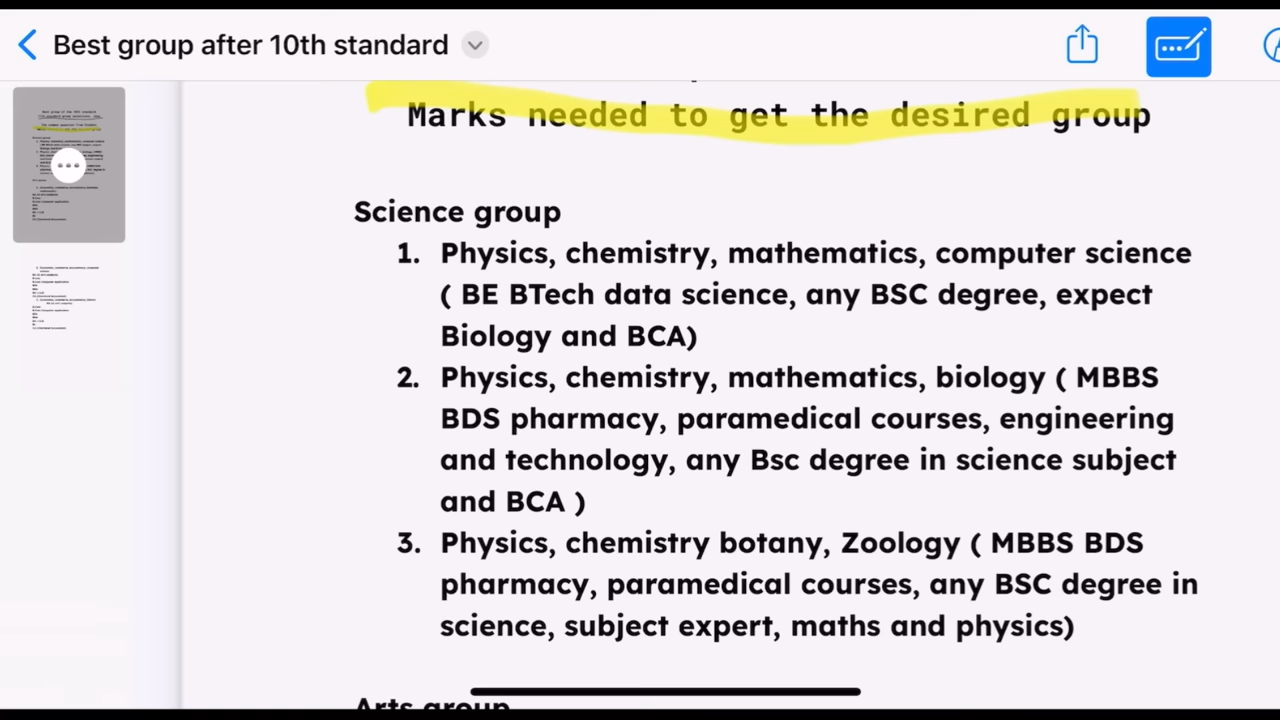 Best group after 10th standard
Marks needed to get the desired group
Science group
1. Physics, chemistry, mathematics, computer science
( BE BTech data science, any BSC degree, expect
Biology and BCA)
2. Physics, chemistry, mathematics, biology ( MBBS
BDS pharmacy, paramedical courses, engineering
and technology, any Bsc degree in science subject
and BCA )
3. Physics, chemistry botany, Zoology ( MBBS BDS
pharmacy, paramedical courses, any BSC degree in
science, subject expert, maths and physics)
Arts group